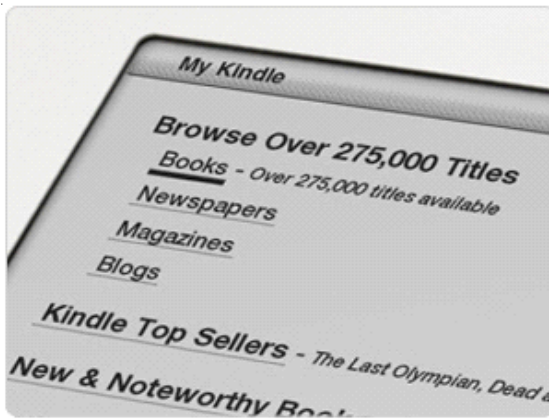 My Kindle
Browse Over 275,000 Titles
Books - Over 275,000 titles available
Newspapers
Magazines
Blogs
Kindle Top Sellers - The Last Olympian, Dead
New & Noteworthy